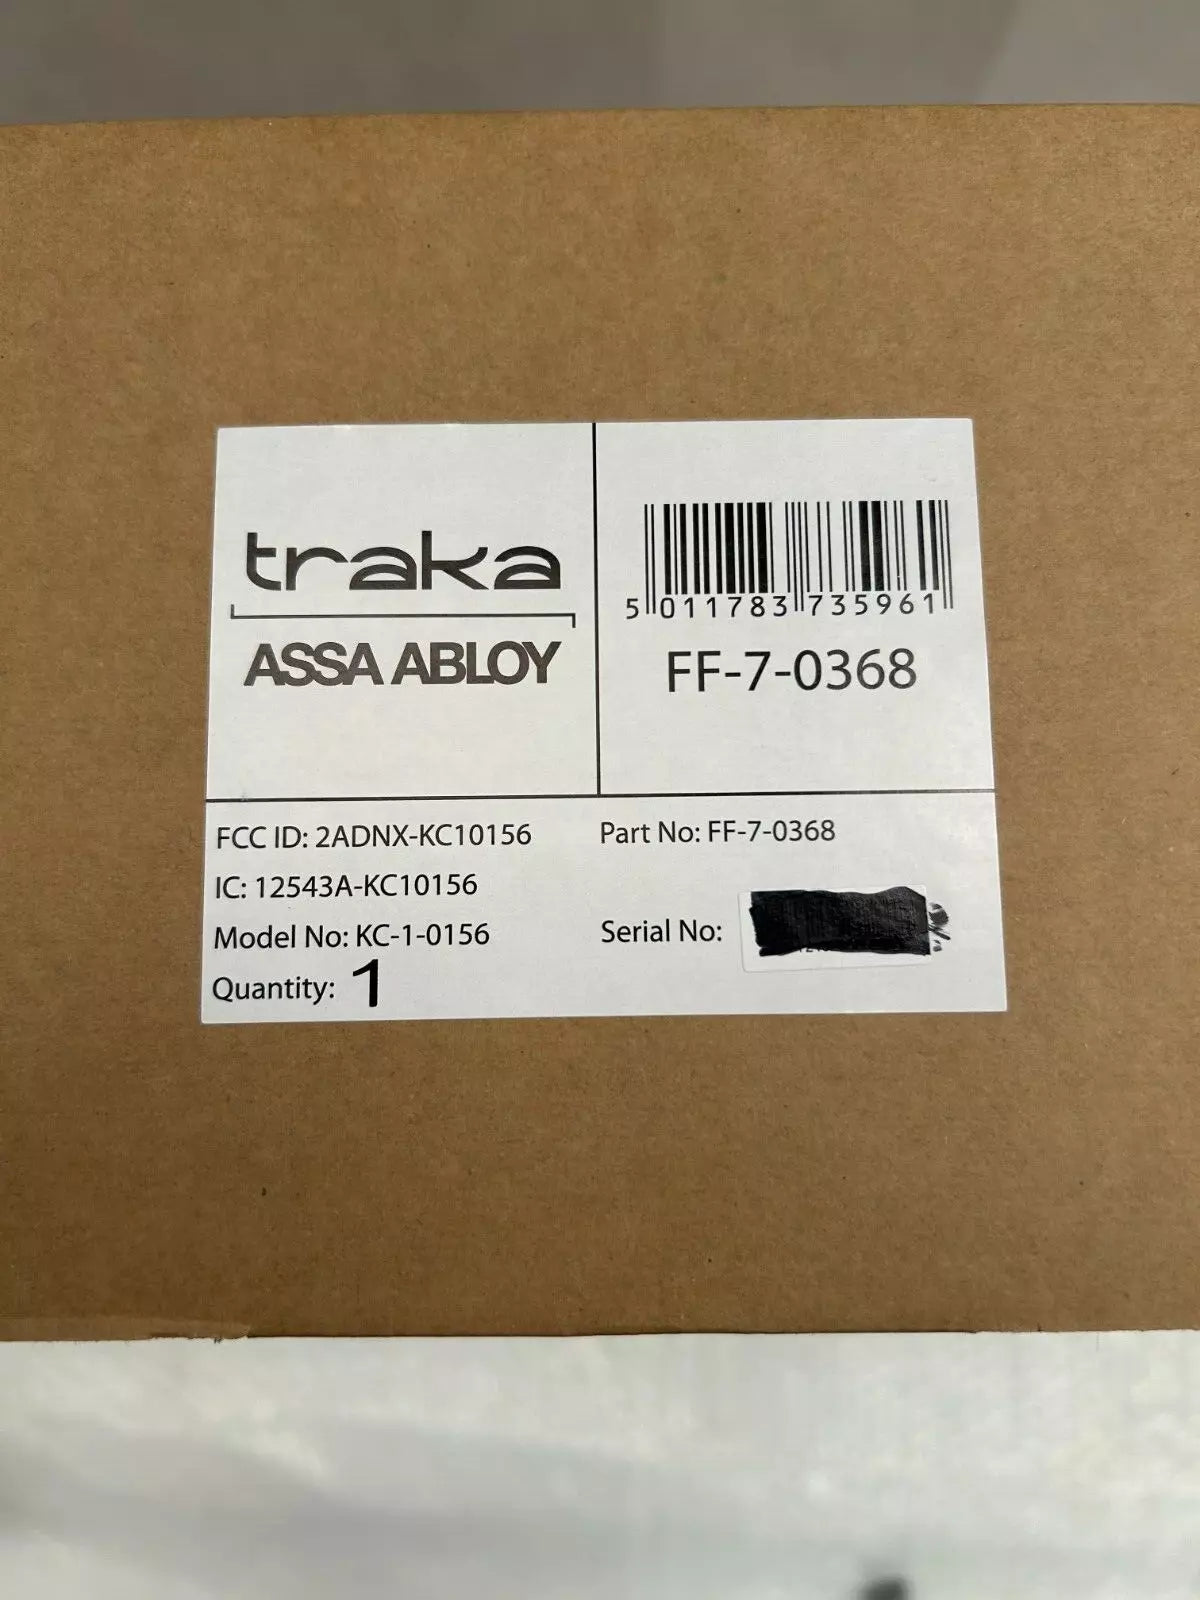 traka
ASSA ABLOY
5 011783 735961
FF-7-0368
FCC ID: 2ADNX-KC10156
Part No: FF-7-0368
IC: 12543A-KC10156
Model No: KC-1-0156
Serial No:
Quantity: 1